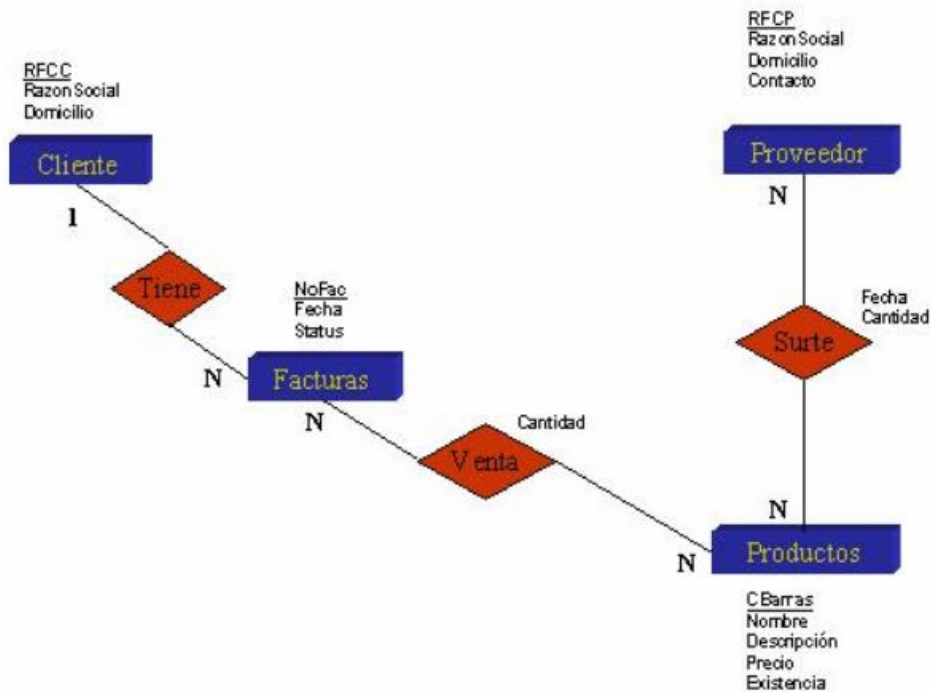 RFCP
Razon Social
Domicilio
Contacto
RFCC
Razon Social
Domicilio
Cliente
1
Proveedor
N
Tiene
NoFac
Fecha
Status
Fecha
Cantidad
Surte
N
Facturas
N
Cantidad
Venta
N
N
Productos
CBarras
Nombre
Descripción
Precio
Existencia